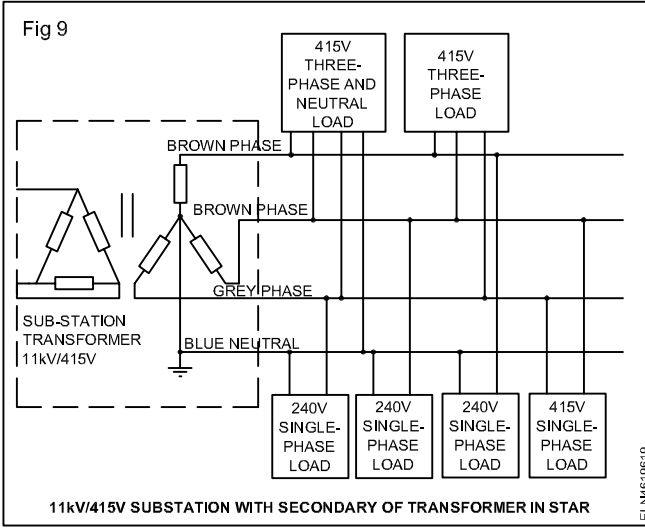 Fig 9
415V
THREE-
PHASE AND
NEUTRAL
LOAD
415V
THREE-
PHASE
LOAD
BROWN PHASE
BROWN PHASE
GREY PHASE
BLUE NEUTRAL
SUB-STATION
TRANSFORMER
11kV/415V
240V
SINGLE-
PHASE
LOAD
240V
SINGLE-
PHASE
LOAD
240V
SINGLE-
PHASE
LOAD
415V
SINGLE-
PHASE
LOAD
11kV/415V SUBSTATION WITH SECONDARY OF TRANSFORMER IN STAR